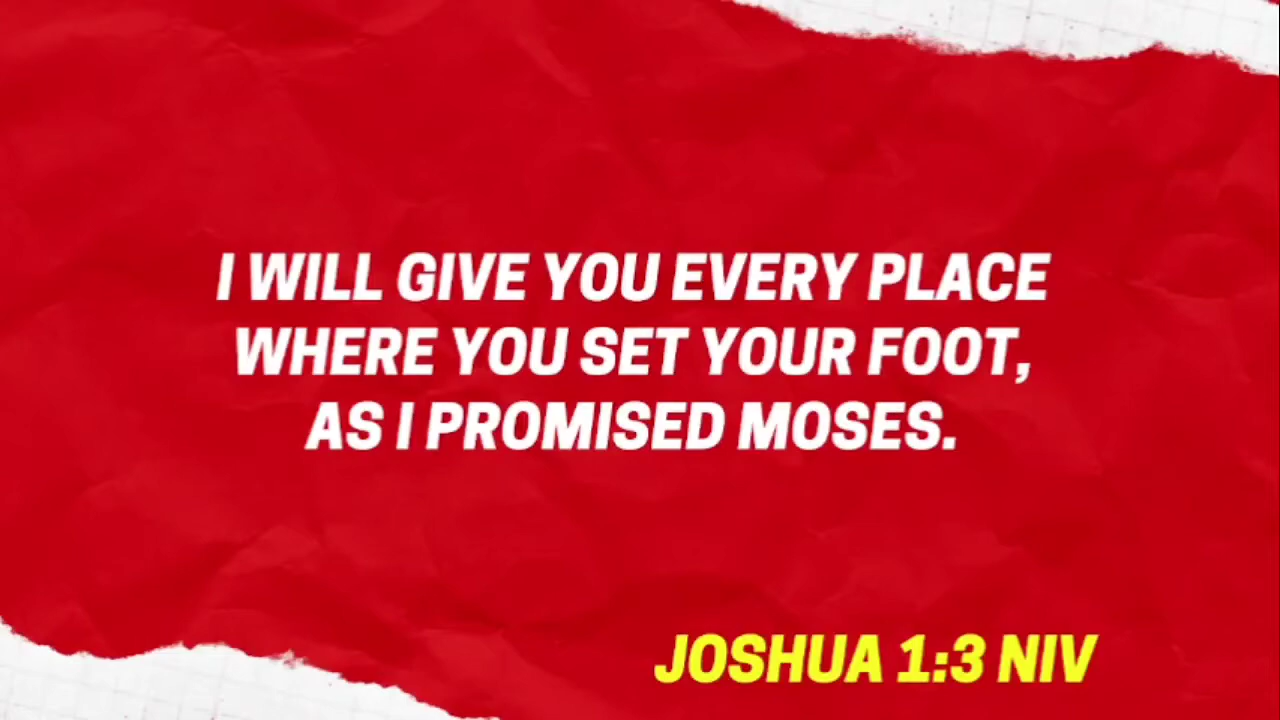 I WILL GIVE YOU EVERY PLACE
WHERE YOU SET YOUR FOOT,
AS I PROMISED MOSES.
JOSHUA 1:3 NIV